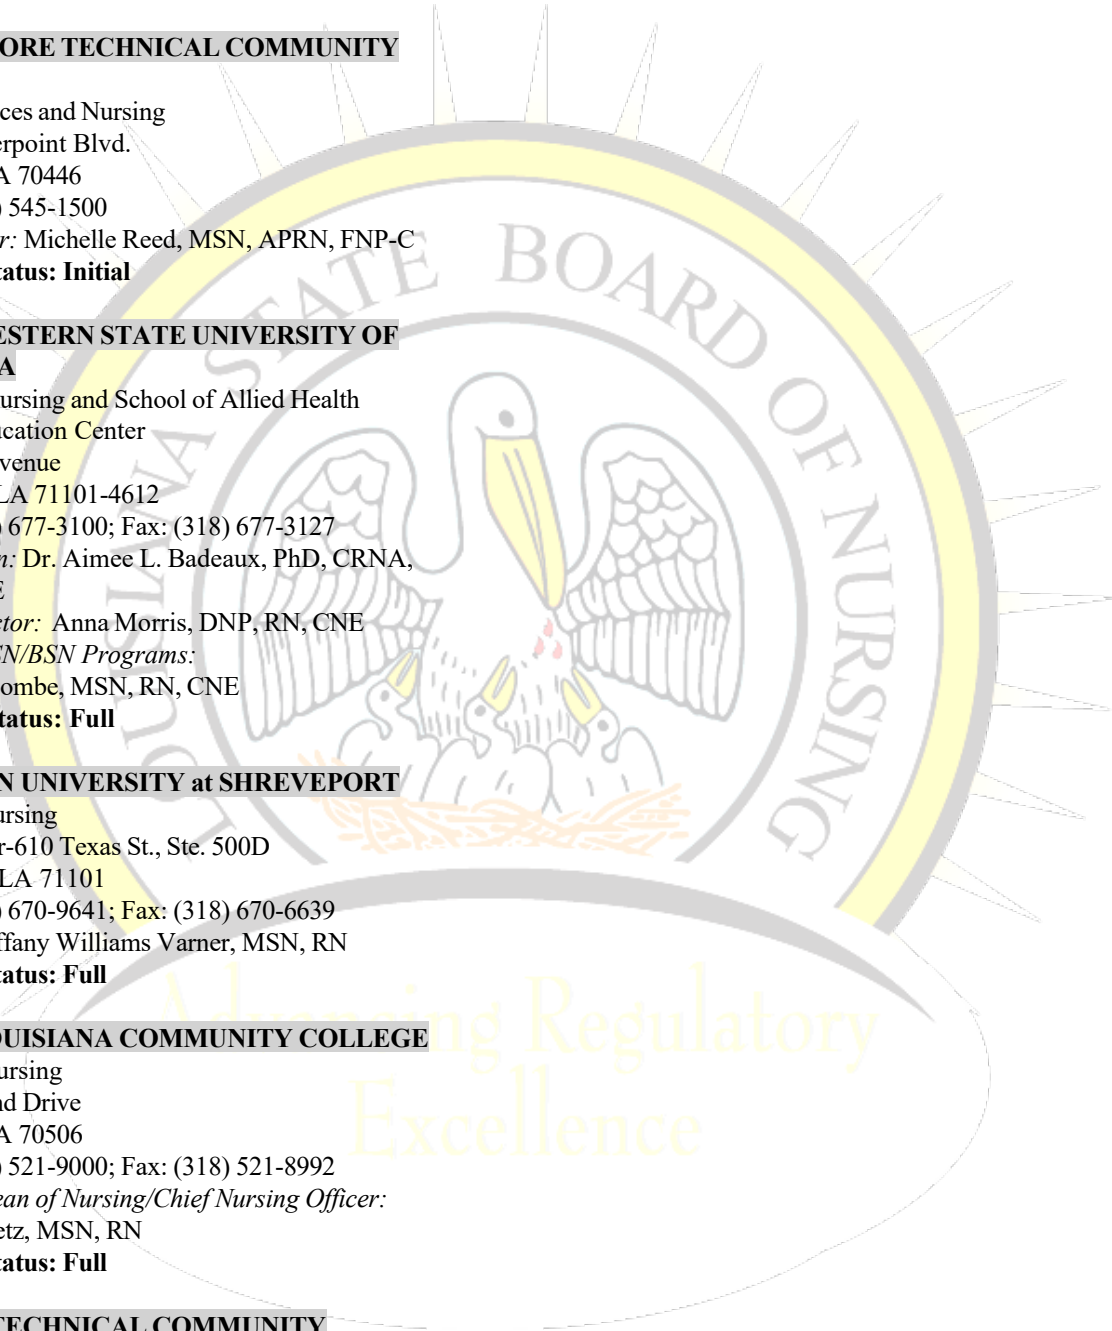 ORE TECHNICAL COMMUNITY
ces and Nursing
erpoint Blvd.
A 70446
) 545-1500
r: Michelle Reed, MSN, APRN, FNP-C
tatus: Initial
ESTERN STATE UNIVERSITY OF
A
ursing and School of Allied Health
ucation Center
venue
LA 71101-4612
) 677-3100; Fax: (318) 677-3127
n: Dr. Aimee L. Badeaux, PhD, CRNA,
E
ctor: Anna Morris, DNP, RN, CNE
SN/BSN Programs:
ombe, MSN, RN, CNE
tatus: Full
N UNIVERSITY at SHREVEPORT
ursing
r-610 Texas St., Ste. 500D
LA 71101
) 670-9641; Fax: (318) 670-6639
ffany Williams Varner, MSN, RN
tatus: Full
OUISIANA COMMUNITY COLLEGE
ursing
nd Drive
A 70506
) 521-9000; Fax: (318) 521-8992
ean of Nursing/Chief Nursing Officer:
etz, MSN, RN
tatus: Full
TECHNICAL COMMUNITY
LOUISIANA STATE BOARD OF NURSING
Advancing Regulatory
Excellence